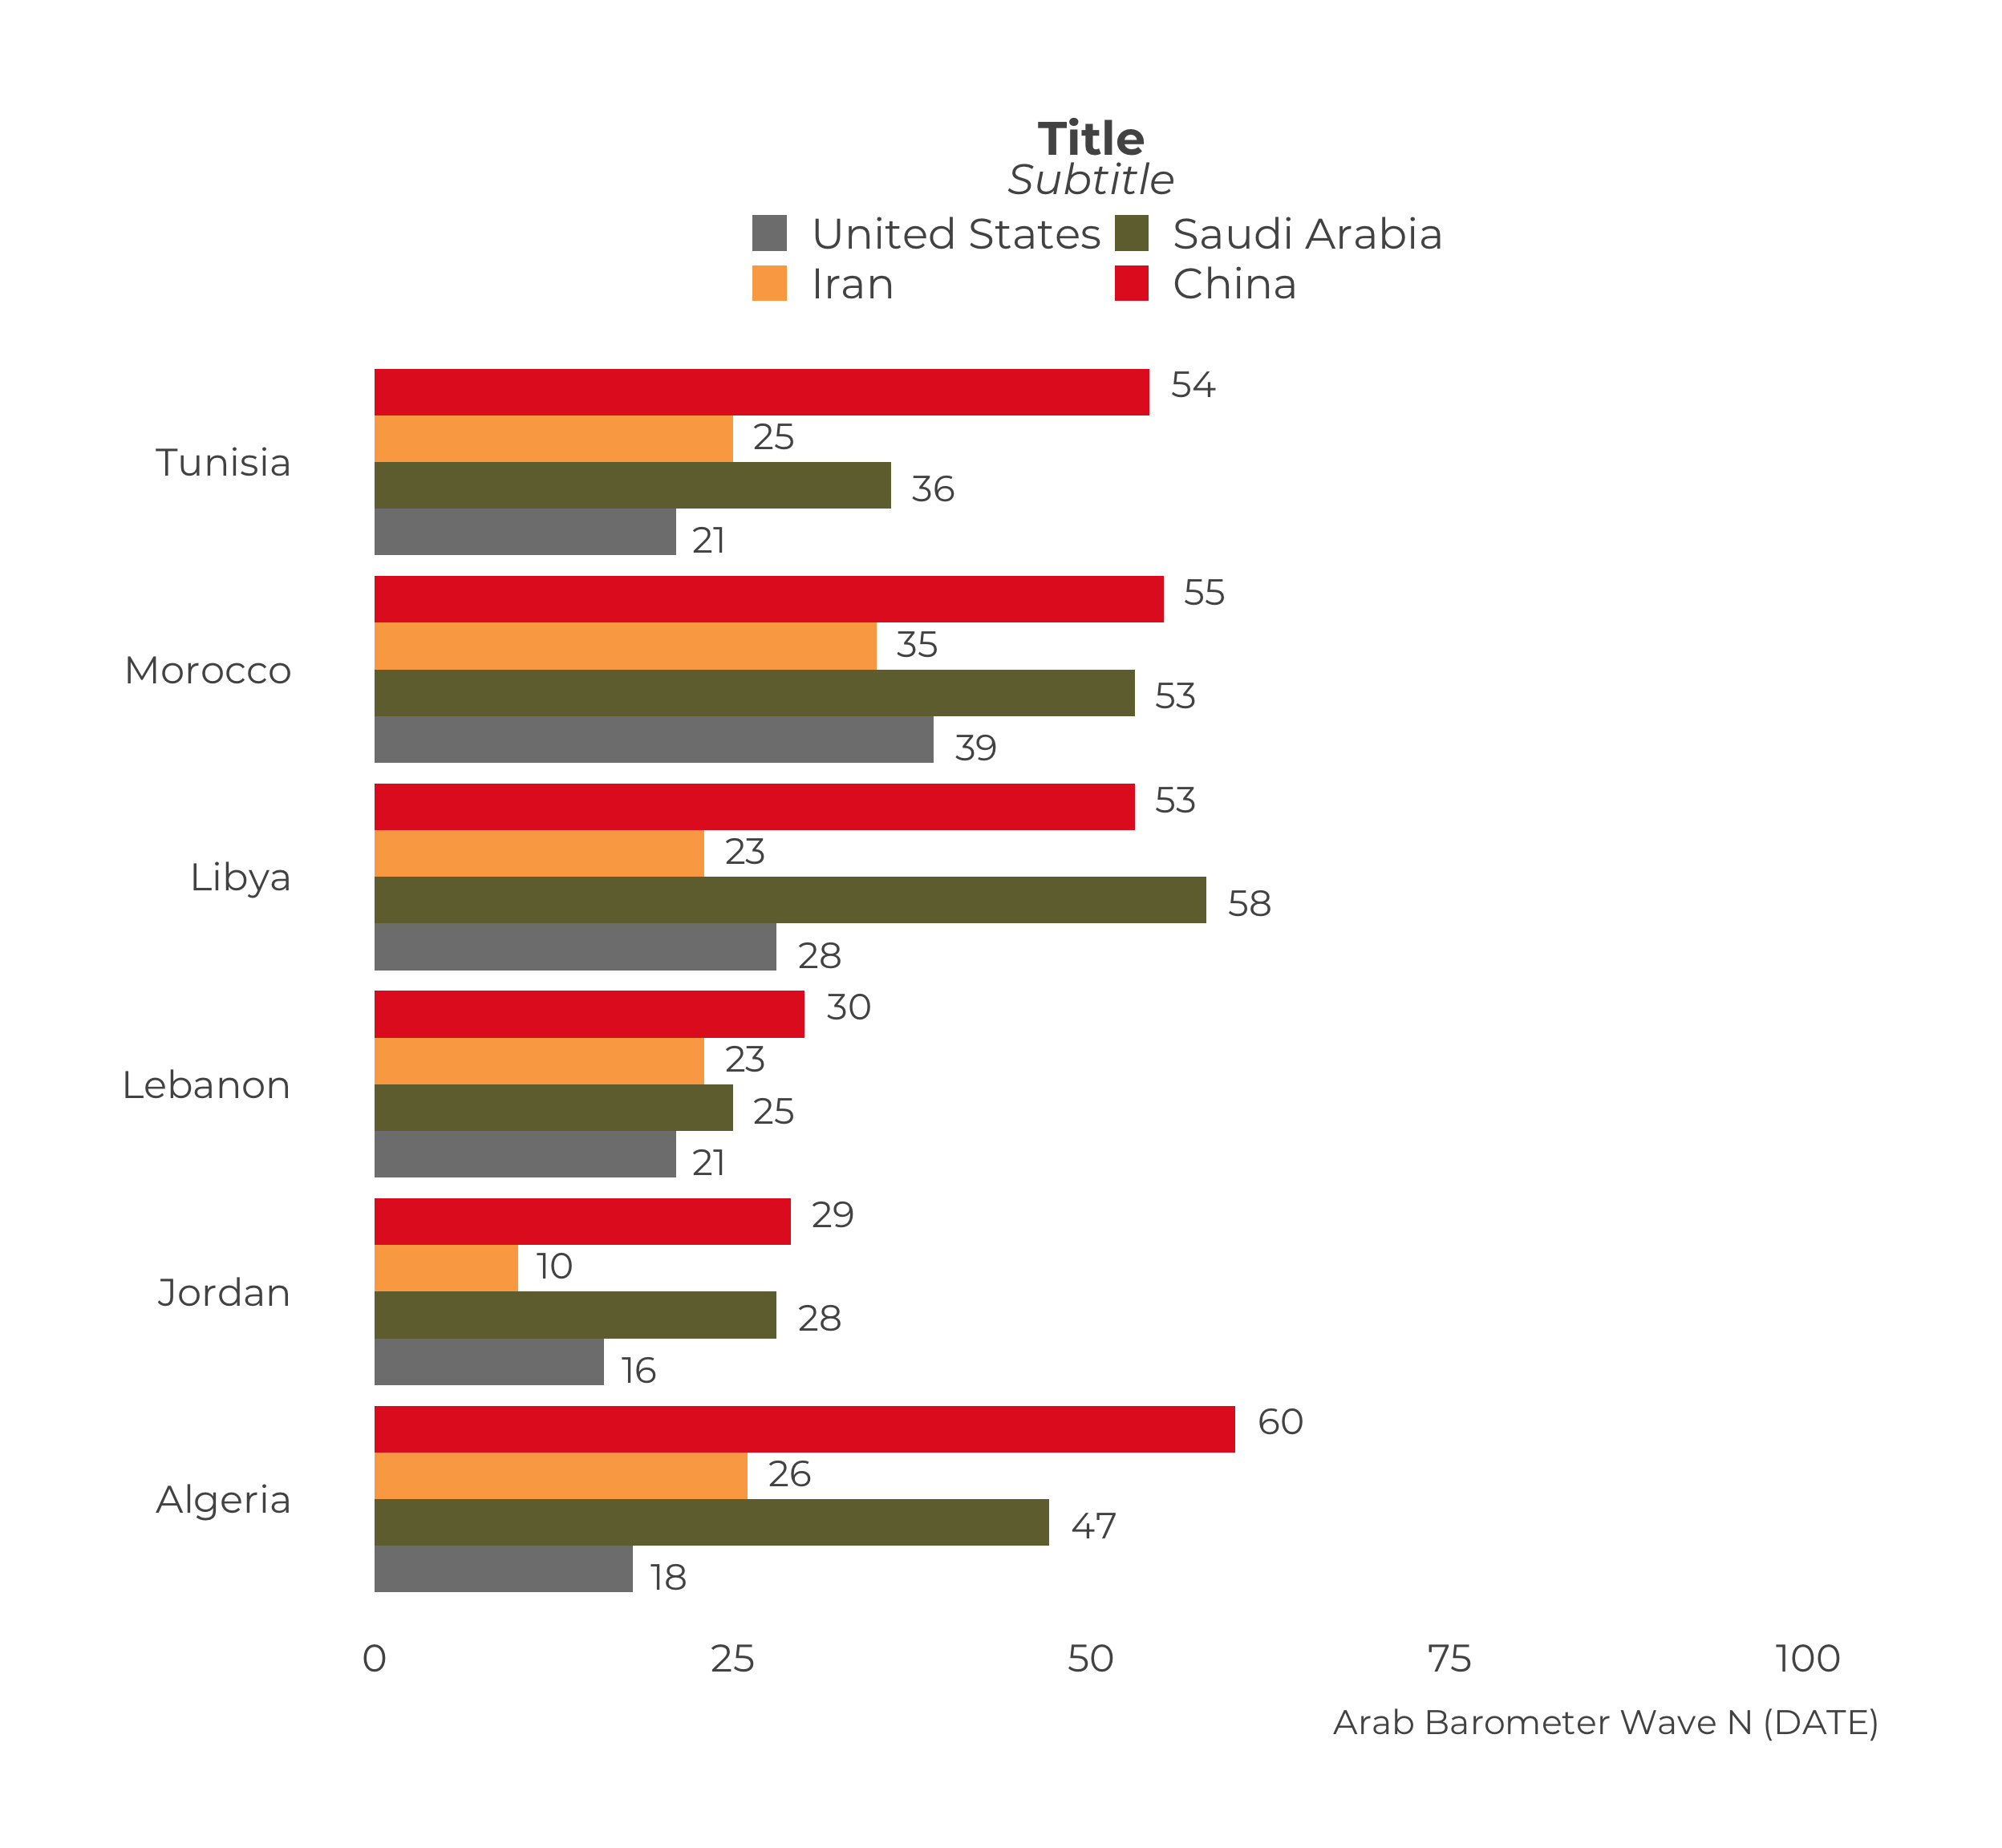 Title
Subtitle
United States Saudi Arabia
Iran China
54
25
Tunisia
36
21
55
35
Morocco
53
39
53
23
Libya
58
28
30
23
Lebanon
25
21
29
10
Jordan
28
16
60
26
Algeria
47
18
0 25 50 75 100
Arab Barometer Wave N (DATE)